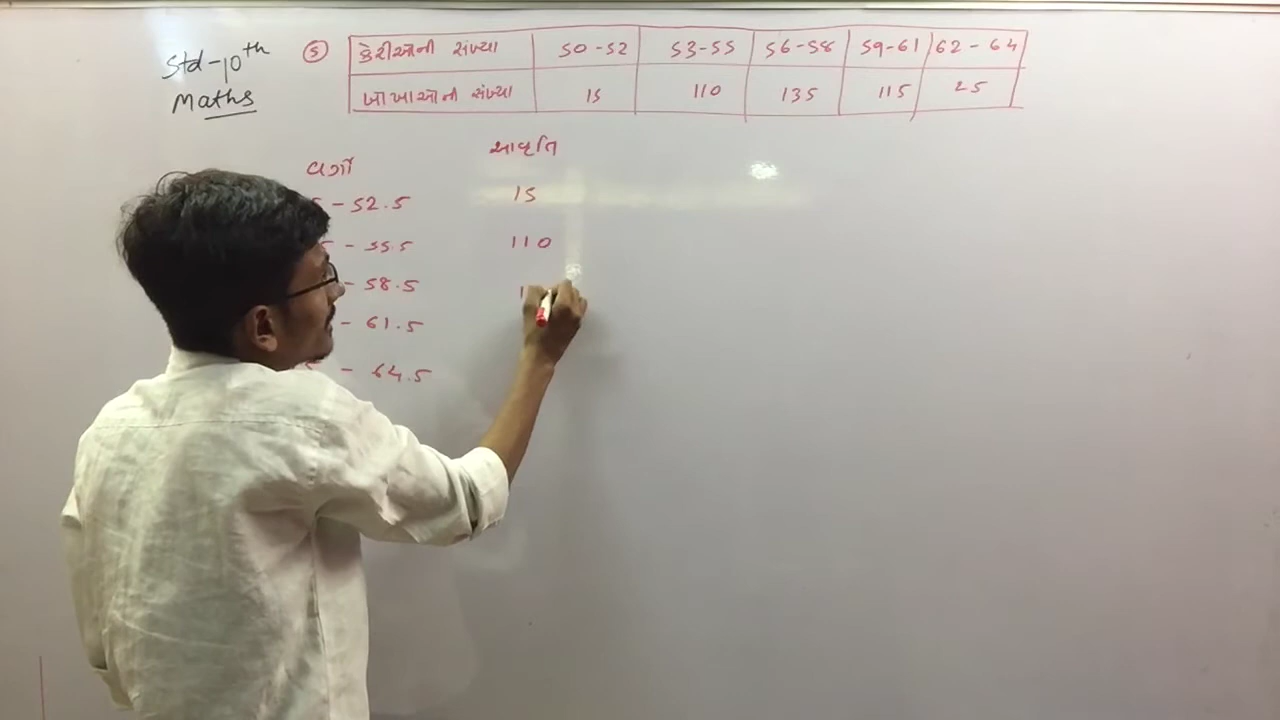 Std-10th
Maths
5 કેરીઓની સંખ્યા 50-52 53-55 56-58 59-61 62-64
ખોખાઓની સંખ્યા 15 110 135 115 25
વર્ગો આવૃતિ
- 52.5 15
- 55.5 110
- 58.5 1
- 61.5
- 64.5